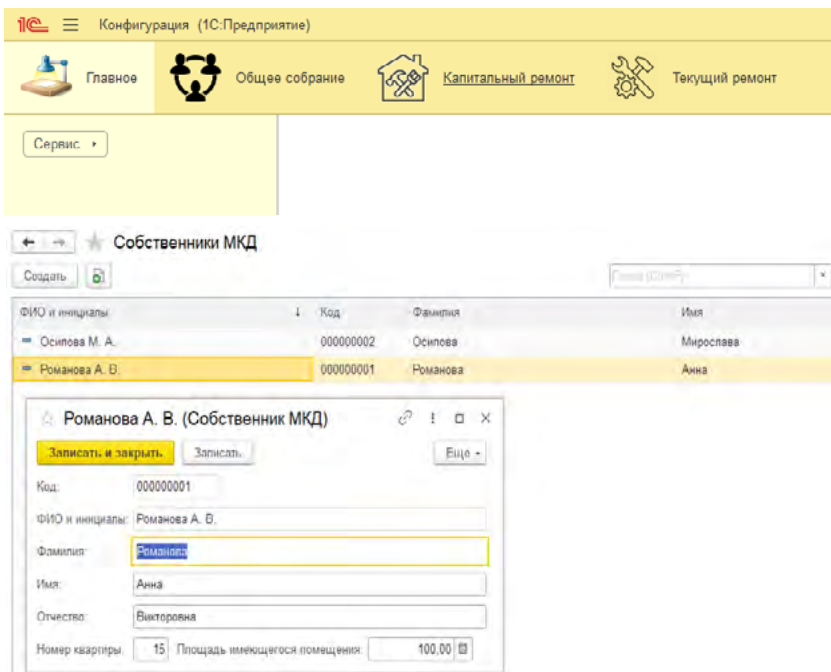 1С Конфигурация (1С:Предприятие)
Главное Общее собрание Капитальный ремонт Текущий ремонт
Сервис
Собственники МКД
Создать Поиск (Ctrl+F) ×
ФИО и инициалы ↓ Код Фамилия Имя
Осипова М. А. 000000002 Осипова Мирослава
Романова А. В. 000000001 Романова Анна
Романова А. В. (Собственник МКД)
Записать и закрыть Записать Еще
Код: 000000001
ФИО и инициалы: Романова А. В.
Фамилия: Романова
Имя: Анна
Отчество: Викторовна
Номер квартиры: 15 Площадь имеющегося помещения: 100,00